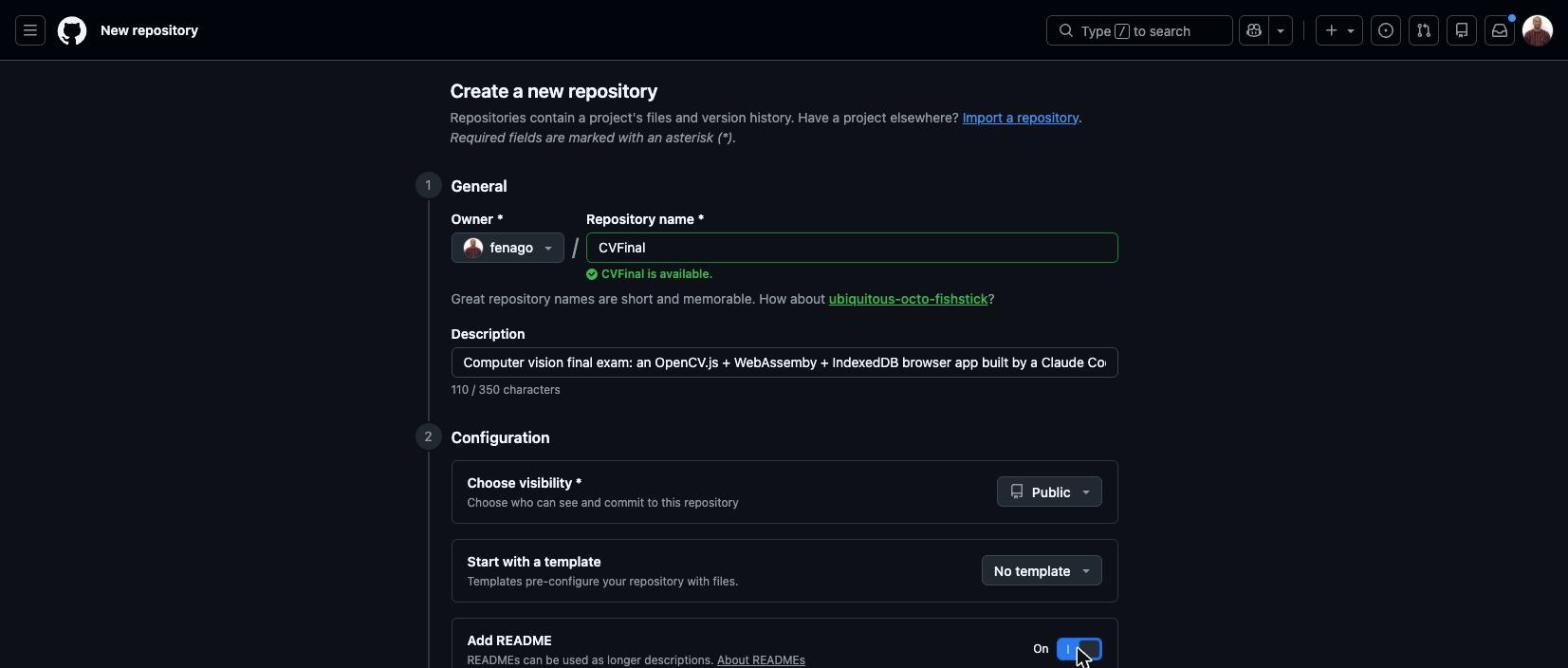 New repository
Type / to search
Create a new repository
Repositories contain a project's files and version history. Have a project elsewhere? Import a repository.
Required fields are marked with an asterisk (*).
1 General
Owner * Repository name *
fenago / CVFinal
CVFinal is available.
Great repository names are short and memorable. How about ubiquitous-octo-fishstick?
Description
Computer vision final exam: an OpenCV.js + WebAssemby + IndexedDB browser app built by a Claude Co
110 / 350 characters
2 Configuration
Choose visibility *
Choose who can see and commit to this repository
Public
Start with a template
Templates pre-configure your repository with files.
No template
Add README
READMEs can be used as longer descriptions. About READMEs
On